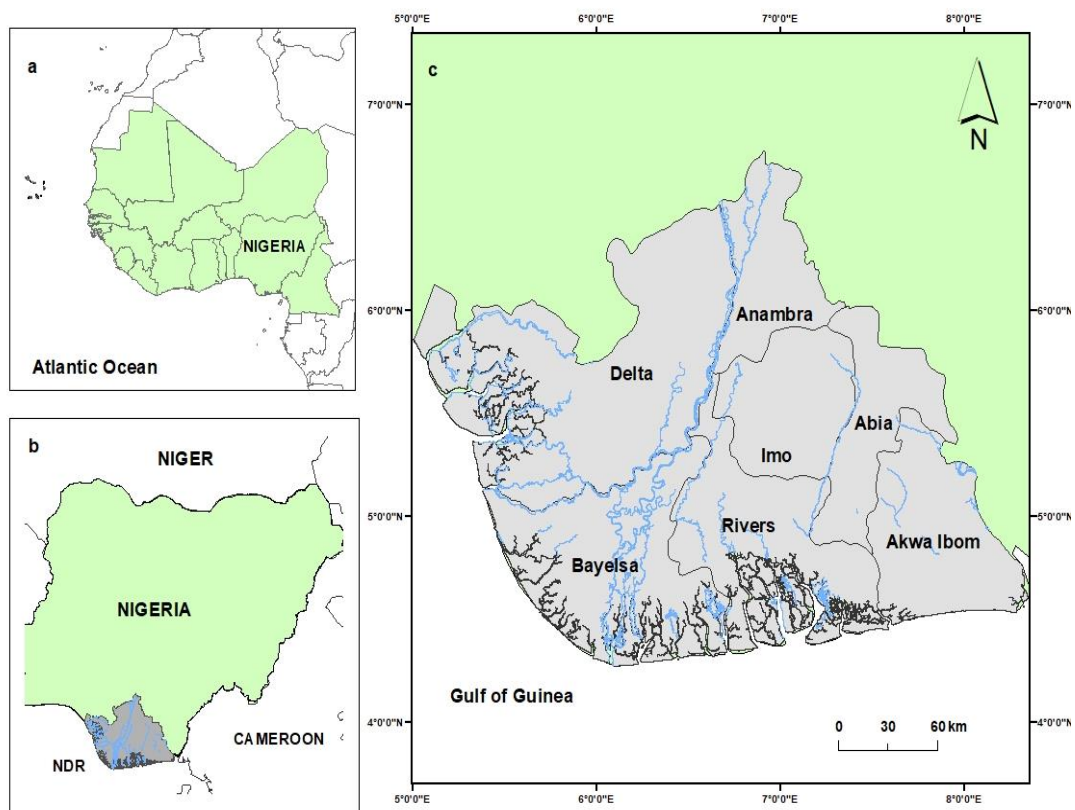 a
NIGERIA
Atlantic Ocean
b
NIGER
NIGERIA
CAMEROON
NDR
5°0'0"E 6°0'0"E 7°0'0"E 8°0'0"E
c
N
7°0'0"N 7°0'0"N
6°0'0"N 6°0'0"N
Anambra
Delta
Abia
Imo
5°0'0"N 5°0'0"N
Rivers
Akwa Ibom
Bayelsa
Gulf of Guinea
4°0'0"N 4°0'0"N
0 30 60 km
5°0'0"E 6°0'0"E 7°0'0"E 8°0'0"E